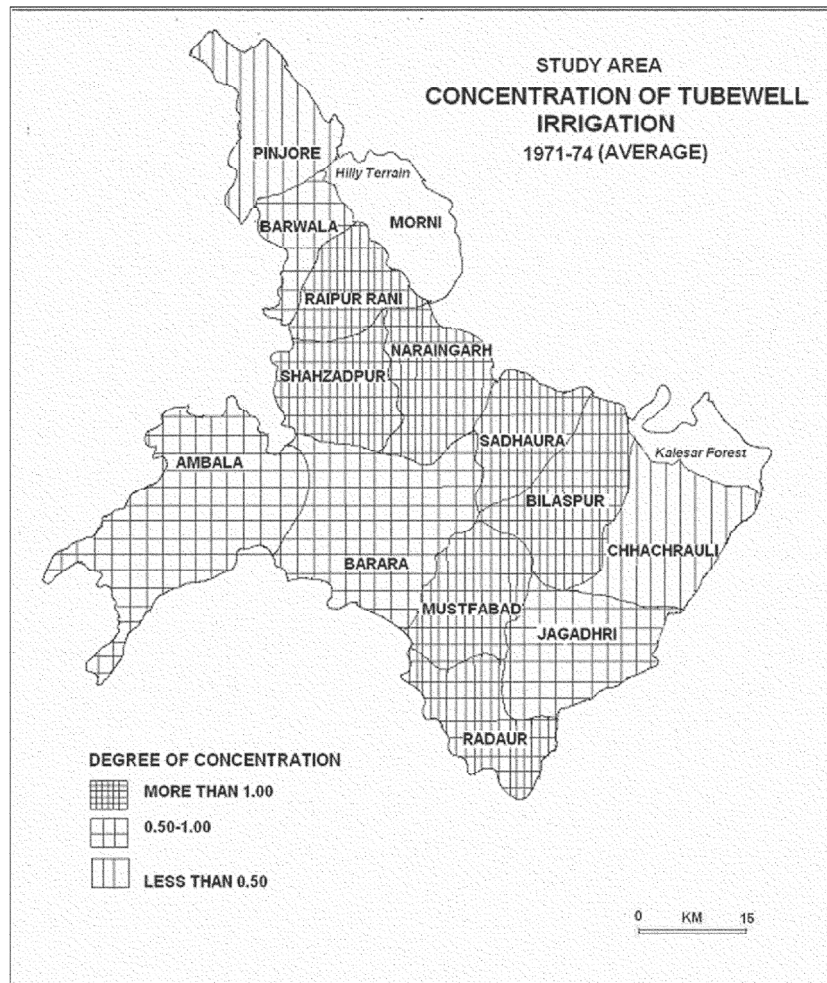 STUDY AREA
CONCENTRATION OF TUBEWELL
IRRIGATION
1971-74 (AVERAGE)
PINJORE
Hilly Terrain
MORNI
BARWALA
RAIPUR RANI
NARAINGARH
SHAHZADPUR
SADHAURA
Kalesar Forest
AMBALA
BILASPUR
CHHACHRAULI
BARARA
MUSTFABAD
JAGADHRI
RADAUR
DEGREE OF CONCENTRATION
MORE THAN 1.00
0.50-1.00
LESS THAN 0.50
0 KM 15